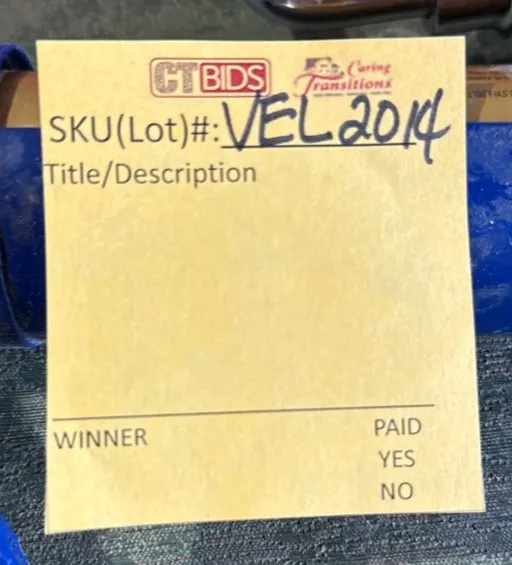 CTBIDS
Caring
Transitions
SKU(Lot)#: VEL2014
Title/Description
WINNER
PAID
YES
NO